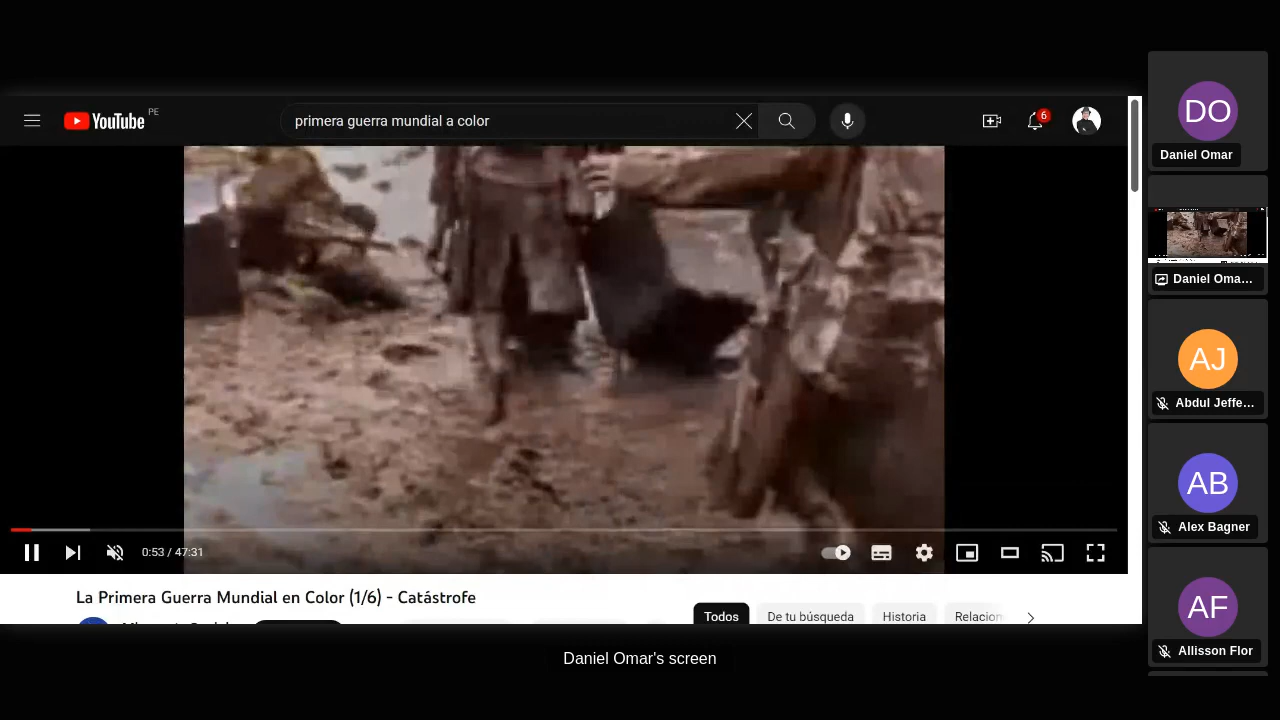 YouTube PE
primera guerra mundial a color
6
0:53 / 47:31
La Primera Guerra Mundial en Color (1/6) - Catástrofe
Todos
De tu búsqueda
Historia
Relacion
Daniel Omar's screen
DO
Daniel Omar
Daniel Oma...
AJ
Abdul Jeffe...
AB
Alex Bagner
AF
Allisson Flor